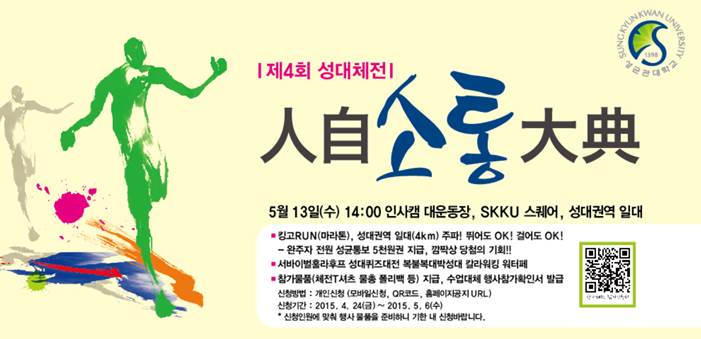 SUNG KYUN KWAN UNIVERSITY
1398
성균관대학교
제4회 성대체전
人自소통大典
5월 13일(수) 14:00 인사캠 대운동장, SKKU 스퀘어, 성대권역 일대
킹고RUN(마라톤), 성대권역 일대(4km) 주파! 뛰어도 OK! 걸어도 OK!
- 완주자 전원 성균통보 5천원권 지급, 깜짝상 당첨의 기회!!
서바이벌훌라후프 성대퀴즈대전 복불복대박성대 칼라워킹 워터페
참가물품(체전T셔츠 물총 폴리백 등) 지급, 수업대체 행사참가확인서 발급
신청방법 : 개인신청 (모바일신청, QR코드, 홈페이지공지 URL)
신청기간 : 2015. 4. 24(금) ~ 2015. 5. 6(수)
* 신청인원에 맞춰 행사 물품을 준비하니 기한 내 신청바랍니다.